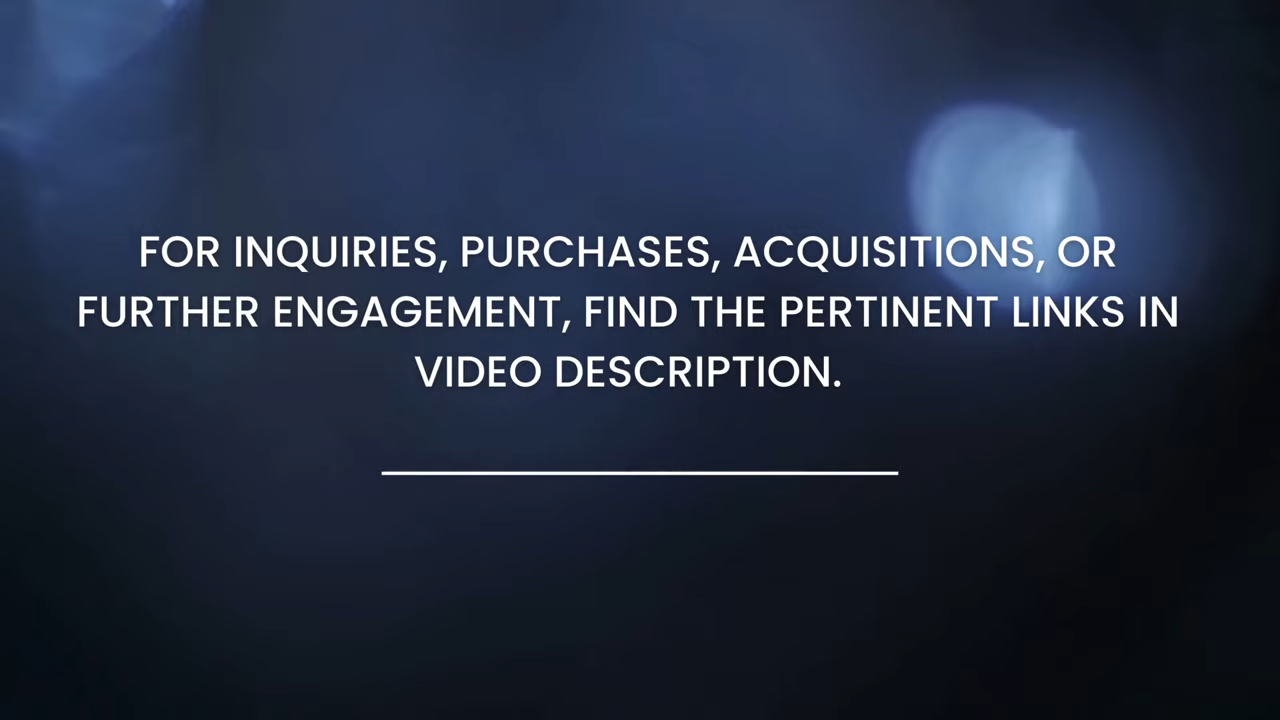 FOR INQUIRIES, PURCHASES, ACQUISITIONS, OR
FURTHER ENGAGEMENT, FIND THE PERTINENT LINKS IN
VIDEO DESCRIPTION.